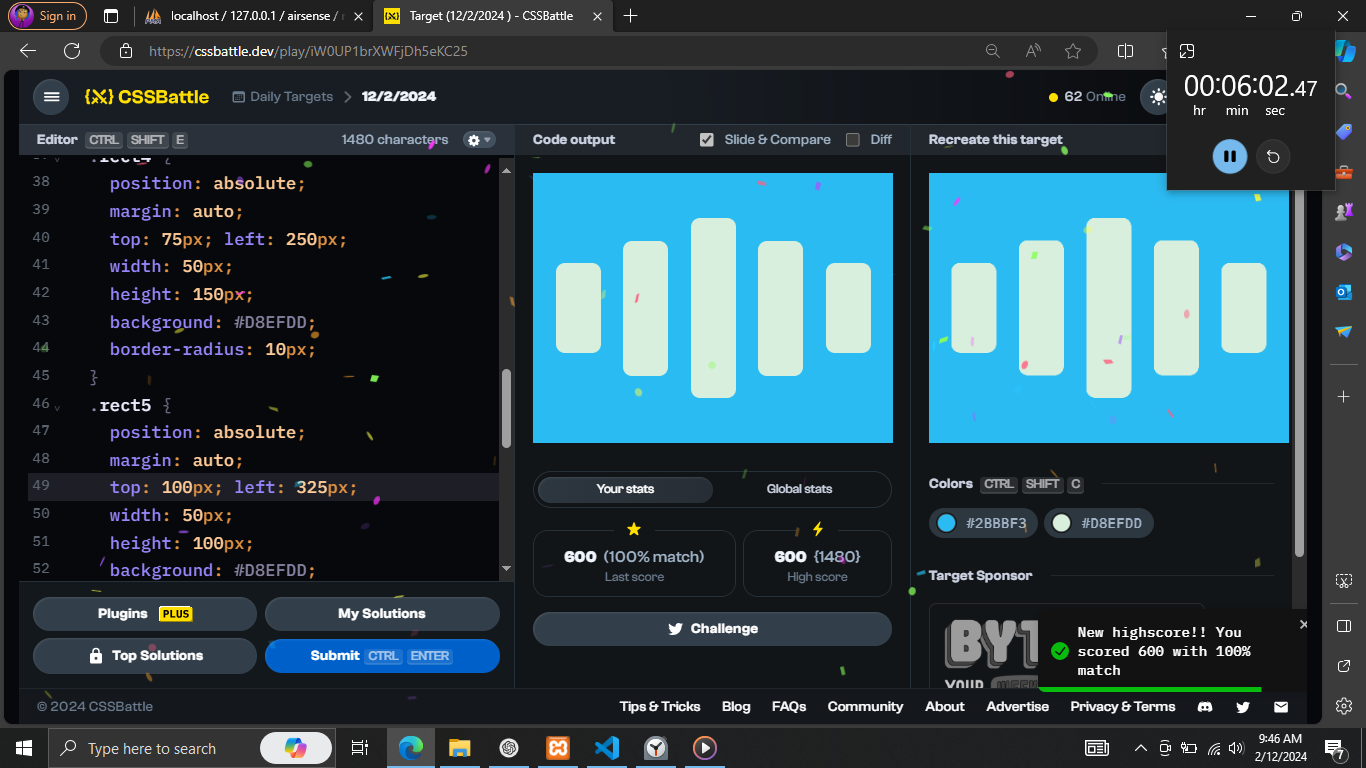 Sign in
localhost / 127.0.0.1 / airsense / r
Target (12/2/2024 ) - CSSBattle
https://cssbattle.dev/play/iW0UP1brXWFjDh5eKC25
00:06:02.47
hr min sec
{X} CSSBattle
Daily Targets > 12/2/2024
62 Online
Editor CTRL SHIFT E
1480 characters
Code output
Slide & Compare
Diff
Recreate this target
37 .rect4 {
38 position: absolute;
39 margin: auto;
40 top: 75px; left: 250px;
41 width: 50px;
42 height: 150px;
43 background: #D8EFDD;
44 border-radius: 10px;
45 }
46 .rect5 {
47 position: absolute;
48 margin: auto;
49 top: 100px; left: 325px;
50 width: 50px;
51 height: 100px;
52 background: #D8EFDD;
Your stats
Global stats
600 (100% match)
Last score
600 {1480}
High score
Challenge
Colors CTRL SHIFT C
#2BBBF3
#D8EFDD
Target Sponsor
YOUR WEEK
New highscore!! You
scored 600 with 100%
match
Plugins PLUS
My Solutions
Top Solutions
Submit CTRL ENTER
© 2024 CSSBattle
Tips & Tricks
Blog
FAQs
Community
About
Advertise
Privacy & Terms
Type here to search
9:46 AM
2/12/2024
7